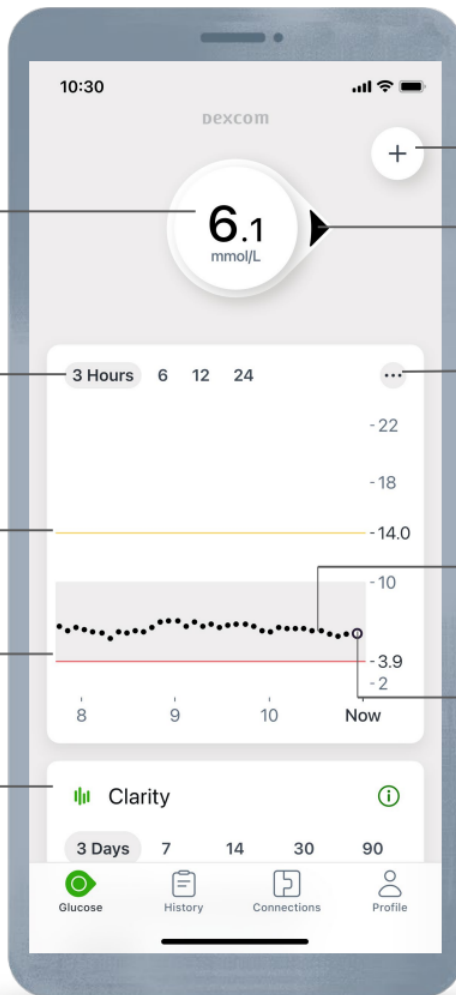 10:30
Dexcom
+
6.1
mmol/L
3 Hours 6 12 24
...
-22
-18
-14.0
-10
-3.9
-2
8 9 10 Now
Clarity
3 Days 7 14 30 90
Glucose History Connections Profile